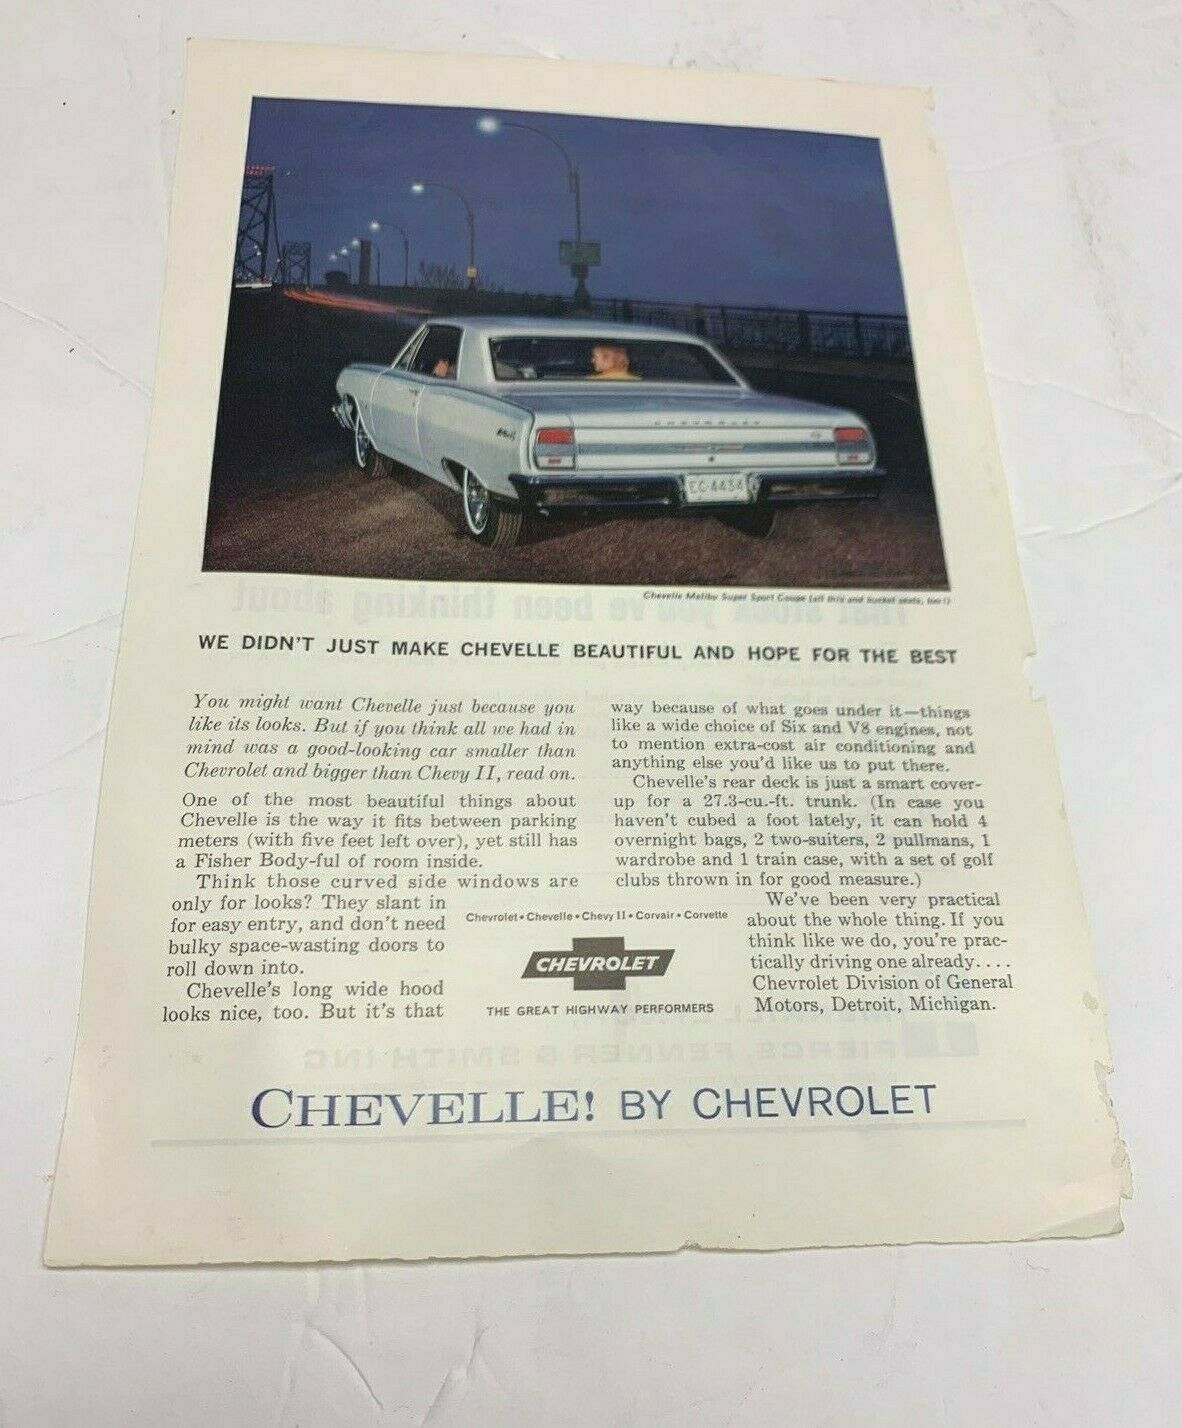 CHEVROLET
EC-4434
Chevelle Malibu Super Sport Coupe (all this and bucket seats, too!)
WE DIDN'T JUST MAKE CHEVELLE BEAUTIFUL AND HOPE FOR THE BEST
You might want Chevelle just because you
like its looks. But if you think all we had in
mind was a good-looking car smaller than
Chevrolet and bigger than Chevy II, read on.
One of the most beautiful things about
Chevelle is the way it fits between parking
meters (with five feet left over), yet still has
a Fisher Body-ful of room inside.
Think those curved side windows are
only for looks? They slant in
for easy entry, and don't need
bulky space-wasting doors to
roll down into.
Chevelle's long wide hood
looks nice, too. But it's that
way because of what goes under it—things
like a wide choice of Six and V8 engines, not
to mention extra-cost air conditioning and
anything else you'd like us to put there.
Chevelle's rear deck is just a smart cover-
up for a 27.3-cu.-ft. trunk. (In case you
haven't cubed a foot lately, it can hold 4
overnight bags, 2 two-suiters, 2 pullmans, 1
wardrobe and 1 train case, with a set of golf
clubs thrown in for good measure.)
We've been very practical
about the whole thing. If you
think like we do, you're prac-
tically driving one already....
Chevrolet Division of General
Motors, Detroit, Michigan.
Chevrolet • Chevelle • Chevy II • Corvair • Corvette
CHEVROLET
THE GREAT HIGHWAY PERFORMERS
CHEVELLE! BY CHEVROLET